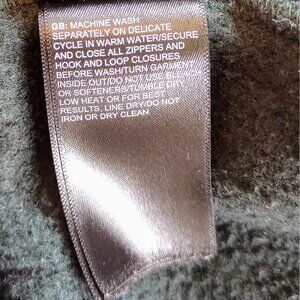 GB: MACHINE WASH
SEPARATELY ON DELICATE
CYCLE IN WARM WATER/SECURE
AND CLOSE ALL ZIPPERS AND
HOOK AND LOOP CLOSURES
BEFORE WASH/TURN GARMENT
INSIDE OUT/DO NOT USE BLEACH
OR SOFTENERS/TUMBLE DRY
LOW HEAT OR FOR BEST
RESULTS, LINE DRY/DO NOT
IRON OR DRY CLEAN